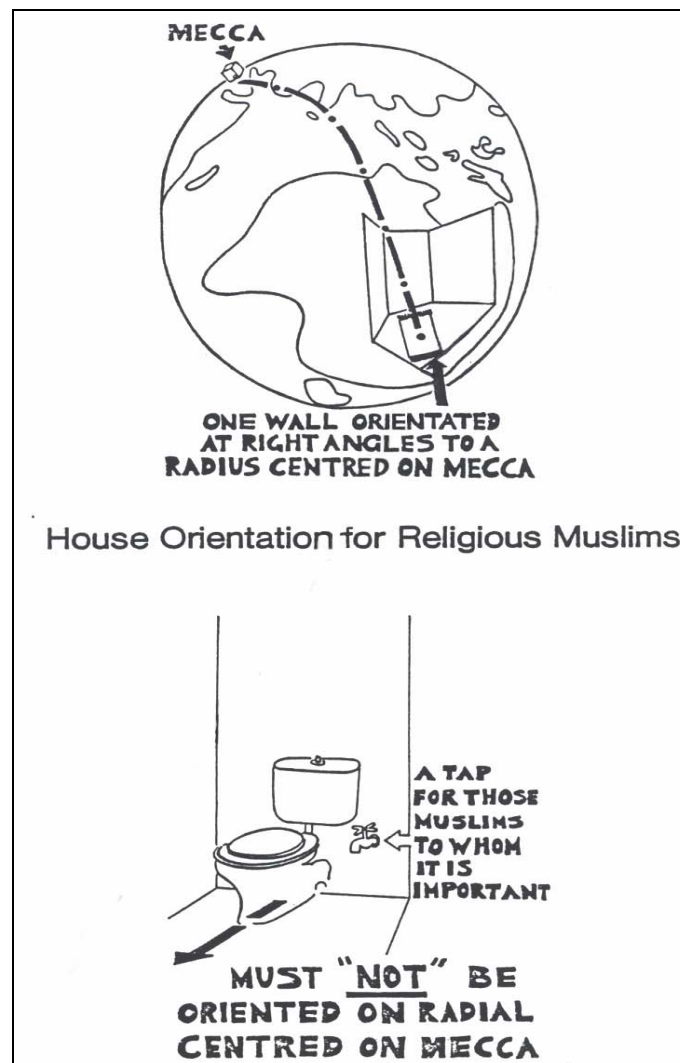 MECCA
ONE WALL ORIENTATED
AT RIGHT ANGLES TO A
RADIUS CENTRED ON MECCA
House Orientation for Religious Muslims
A TAP
FOR THOSE
MUSLIMS
TO WHOM
IT IS
IMPORTANT
MUST "NOT" BE
ORIENTED ON RADIAL
CENTRED ON MECCA